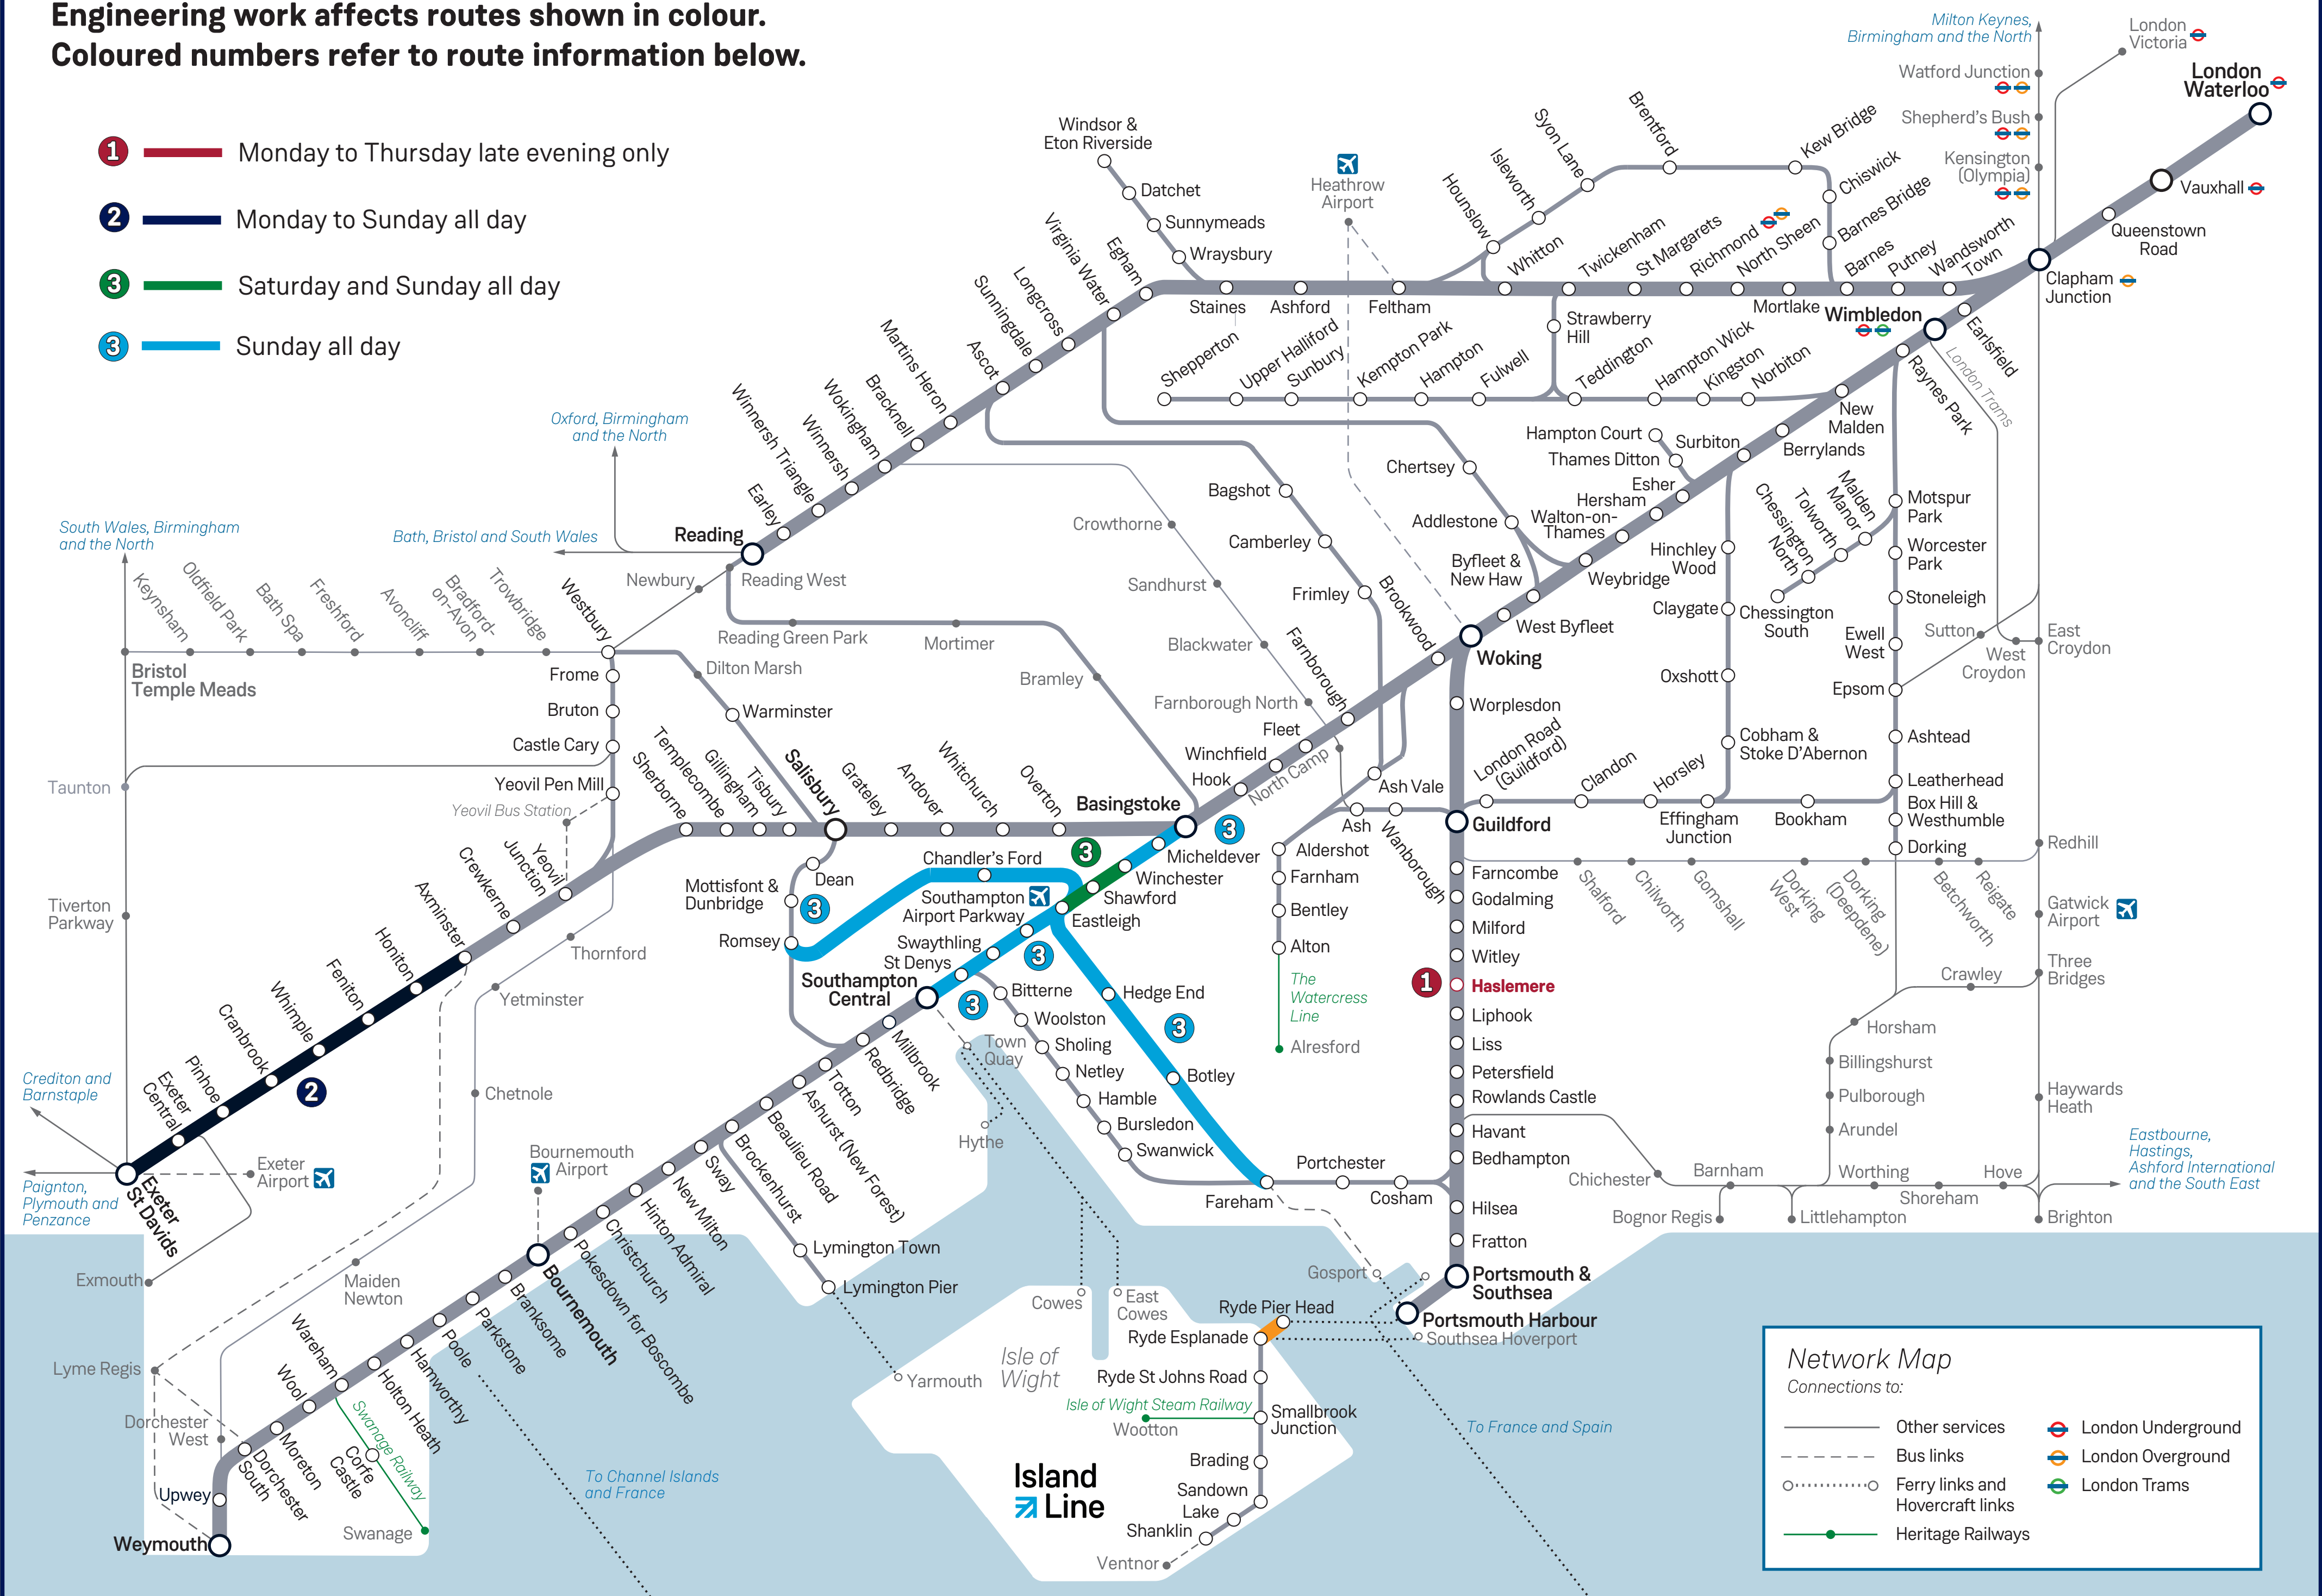 Engineering work affects routes shown in colour.
Coloured numbers refer to route information below.
1 Monday to Thursday late evening only
2 Monday to Sunday all day
3 Saturday and Sunday all day
3 Sunday all day
Milton Keynes,
Birmingham and the North
London
Victoria
Watford Junction
London
Waterloo
Shepherd's Bush
Kensington
(Olympia)
Vauxhall
Queenstown
Road
Clapham
Junction
Windsor &
Eton Riverside
Datchet
Sunnymeads
Wraysbury
Heathrow
Airport
Hounslow
Isleworth
Syon Lane
Brentford
Kew Bridge
Chiswick
Barnes Bridge
Whitton
Twickenham
St Margarets
Richmond
North Sheen
Mortlake
Barnes
Putney
Wandsworth
Town
Virginia Water
Egham
Staines
Ashford
Feltham
Strawberry
Hill
Wimbledon
Earlsfield
Shepperton
Upper Halliford
Sunbury
Kempton Park
Hampton
Fulwell
Teddington
Hampton Wick
Kingston
Norbiton
New
Malden
Raynes Park
London Trams
Longcross
Sunningdale
Ascot
Martins Heron
Bracknell
Wokingham
Winnersh
Winnersh Triangle
Earley
Reading
Oxford, Birmingham
and the North
Bath, Bristol and South Wales
South Wales, Birmingham
and the North
Hampton Court
Thames Ditton
Surbiton
Berrylands
Esher
Hersham
Walton-on-
Thames
Weybridge
Byfleet &
New Haw
West Byfleet
Chertsey
Addlestone
Bagshot
Camberley
Frimley
Brookwood
Woking
Crowthorne
Sandhurst
Blackwater
Farnborough North
Farnborough
North Camp
Fleet
Winchfield
Hook
Hinchley
Wood
Claygate
Oxshott
Cobham &
Stoke D'Abernon
Malden
Manor
Tolworth
Chessington
North
Chessington
South
Motspur
Park
Worcester
Park
Stoneleigh
Ewell
West
Epsom
Ashtead
Leatherhead
Box Hill &
Westhumble
Dorking
Sutton
West
Croydon
East
Croydon
Keynsham
Oldfield Park
Bath Spa
Freshford
Avoncliff
Bradford-
on-Avon
Trowbridge
Westbury
Newbury
Reading West
Reading Green Park
Mortimer
Bramley
Bristol
Temple Meads
Dilton Marsh
Warminster
Frome
Bruton
Castle Cary
Yeovil Pen Mill
Yeovil Bus Station
Taunton
Tiverton
Parkway
Sherborne
Templecombe
Gillingham
Tisbury
Salisbury
Grateley
Andover
Whitchurch
Overton
Basingstoke
3
3
Micheldever
Winchester
Shawford
Eastleigh
Chandler's Ford
Southampton
Airport Parkway
Swaythling
St Denys
Southampton
Central
3
3
3
3
Dean
Mottisfont &
Dunbridge
Romsey
Worplesdon
London Road
(Guildford)
Clandon
Horsley
Effingham
Junction
Bookham
Guildford
Ash Vale
Ash
Wanborough
Aldershot
Farnham
Bentley
Alton
The
Watercress
Line
Alresford
Farncombe
Godalming
Milford
Witley
1
Haslemere
Liphook
Liss
Petersfield
Rowlands Castle
Havant
Bedhampton
Hilsea
Fratton
Portsmouth &
Southsea
Portsmouth Harbour
Southsea Hoverport
Shalford
Chilworth
Gomshall
Dorking
West
Dorking
(Deepdene)
Betchworth
Reigate
Redhill
Gatwick
Airport
Three
Bridges
Crawley
Horsham
Billingshurst
Pulborough
Arundel
Haywards
Heath
Eastbourne,
Hastings,
Ashford International
and the South East
Chichester
Barnham
Bognor Regis
Littlehampton
Worthing
Shoreham
Hove
Brighton
Yeovil
Junction
Crewkerne
Axminster
Honiton
Feniton
Whimple
Cranbrook
Pinhoe
Exeter
Central
2
Exeter
St Davids
Crediton and
Barnstaple
Paignton,
Plymouth and
Penzance
Exeter
Airport
Exmouth
Thornford
Yetminster
Chetnole
Maiden
Newton
Lyme Regis
Dorchester
West
Bournemouth
Airport
Hedge End
Botley
Fareham
Portchester
Cosham
Gosport
Bitterne
Woolston
Sholing
Netley
Hamble
Bursledon
Swanwick
Town
Quay
Hythe
Millbrook
Redbridge
Totton
Ashurst (New Forest)
Beaulieu Road
Brockenhurst
Sway
New Milton
Hinton Admiral
Christchurch
Pokesdown for Boscombe
Bournemouth
Branksome
Parkstone
Poole
Hamworthy
Holton Heath
Wareham
Wool
Moreton
Dorchester
South
Upwey
Weymouth
Swanage Railway
Corfe
Castle
Swanage
Lymington Town
Lymington Pier
Yarmouth
Cowes
East
Cowes
Isle of
Wight
Ryde Pier Head
Ryde Esplanade
Ryde St Johns Road
Isle of Wight Steam Railway
Wootton
Smallbrook
Junction
Brading
Sandown
Lake
Shanklin
Ventnor
Island
Line
To Channel Islands
and France
To France and Spain
Network Map
Connections to:
Other services
Bus links
Ferry links and
Hovercraft links
Heritage Railways
London Underground
London Overground
London Trams